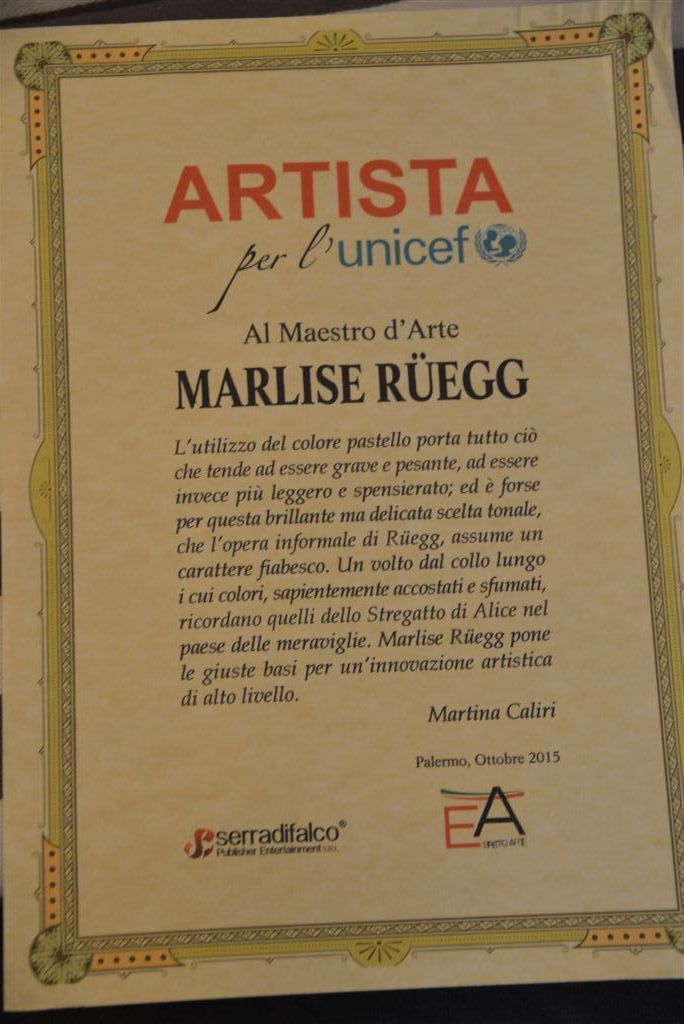 ARTISTA
per l'unicef
Al Maestro d'Arte
MARLISE RÜEGG
L'utilizzo del colore pastello porta tutto ciò
che tende ad essere grave e pesante, ad essere
invece più leggero e spensierato; ed è forse
per questa brillante ma delicata scelta tonale,
che l'opera informale di Rüegg, assume un
carattere fiabesco. Un volto dal collo lungo
i cui colori, sapientemente accostati e sfumati,
ricordano quelli dello Stregatto di Alice nel
paese delle meraviglie. Marlise Rüegg pone
le giuste basi per un'innovazione artistica
di alto livello.
Martina Caliri
Palermo, Ottobre 2015
serradifalco®
Publisher Entertainment S.R.L.
EA
EFFETTO ARTE